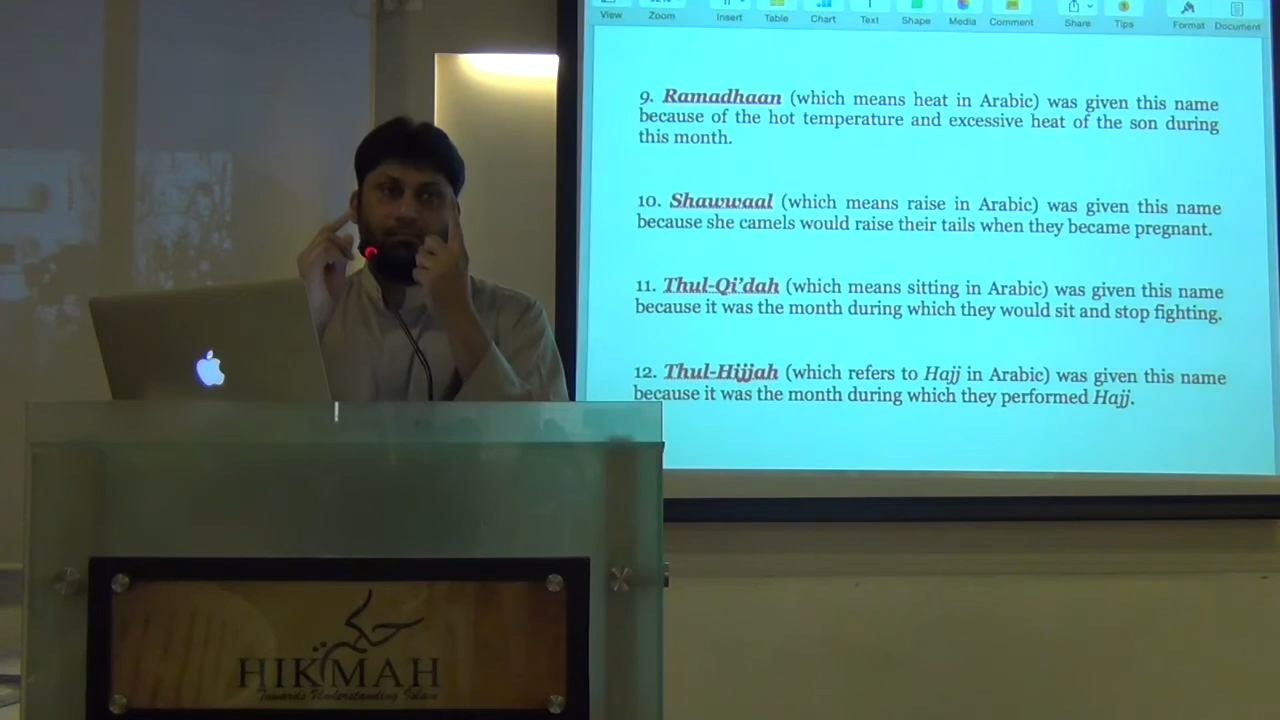 View Zoom Insert Table Chart Text Shape Media Comment Share Tips Format Document
9. Ramadhaan (which means heat in Arabic) was given this name
because of the hot temperature and excessive heat of the son during
this month.
10. Shawwaal (which means raise in Arabic) was given this name
because she camels would raise their tails when they became pregnant.
11. Thul-Qi’dah (which means sitting in Arabic) was given this name
because it was the month during which they would sit and stop fighting.
12. Thul-Hijjah (which refers to Hajj in Arabic) was given this name
because it was the month during which they performed Hajj.
HIKMAH
Towards Understanding Islam